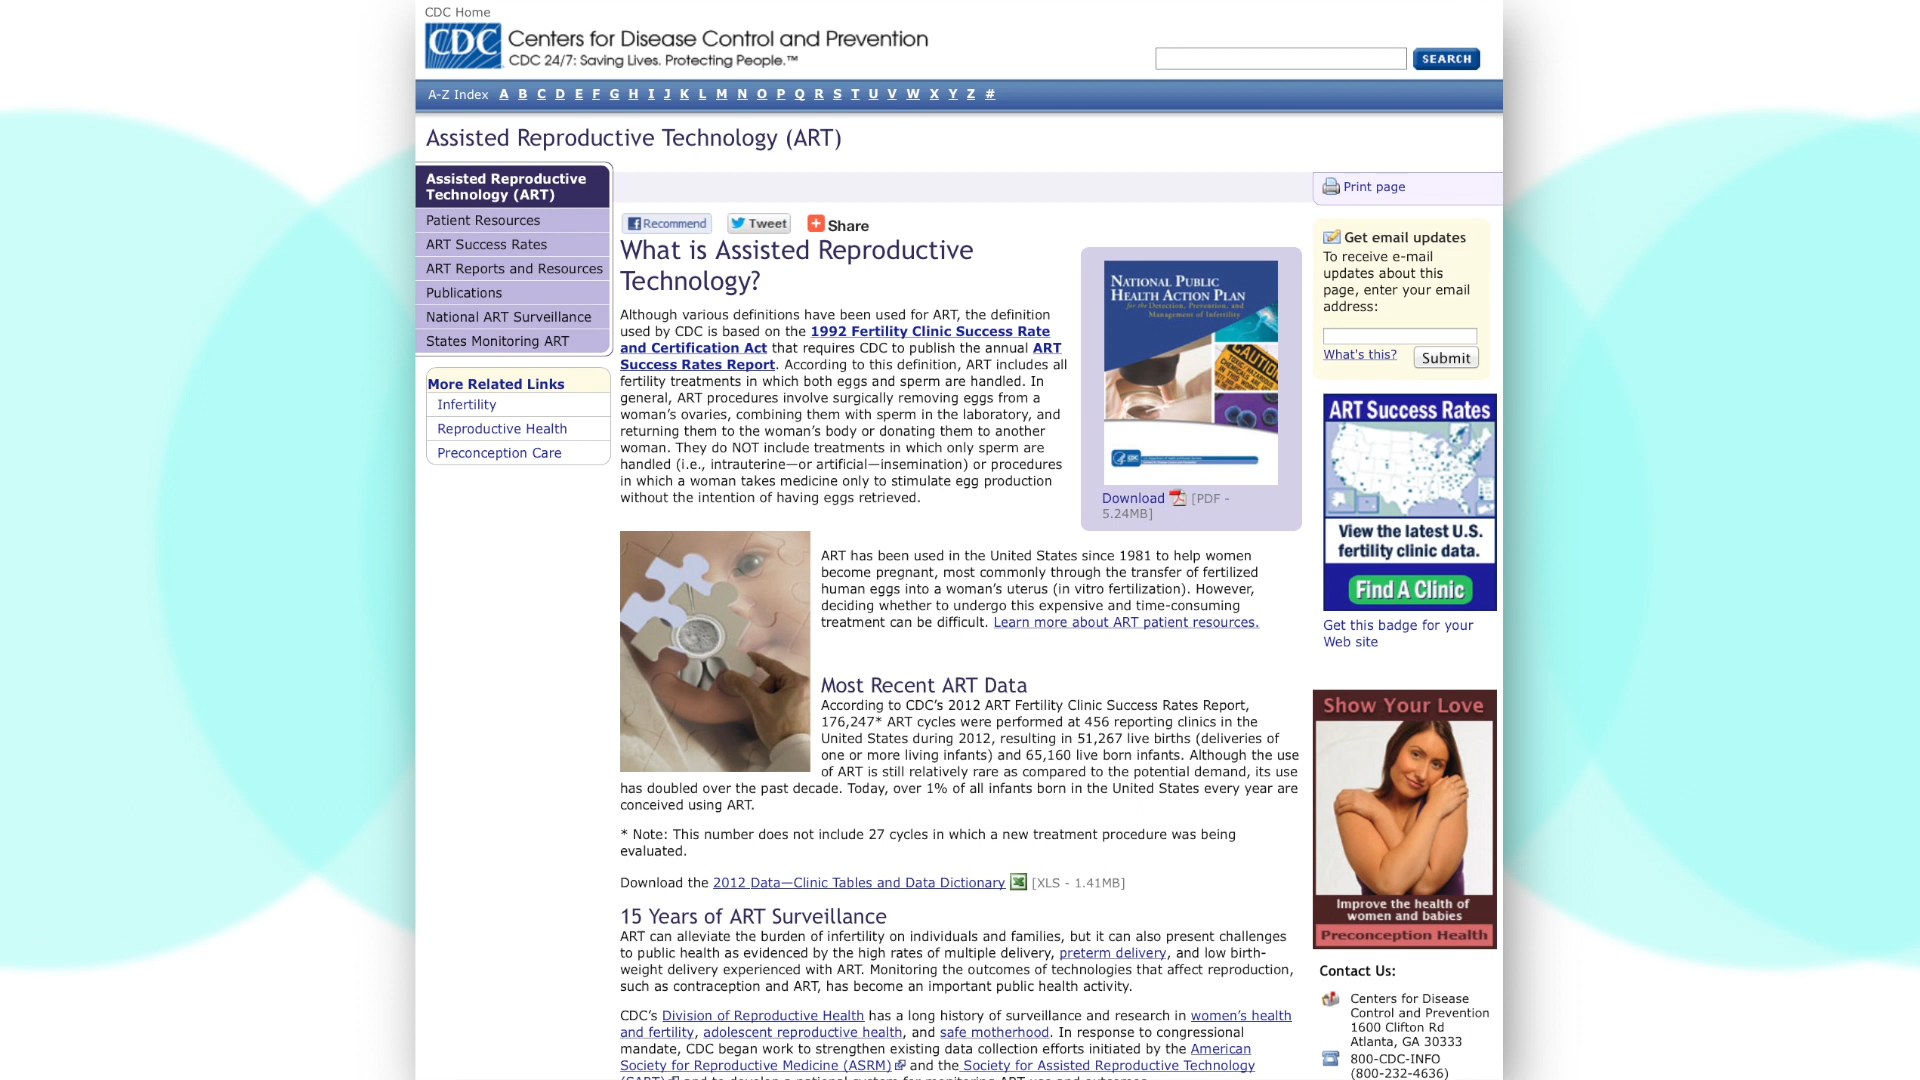 CDC Home
CDC
Centers for Disease Control and Prevention
CDC 24/7: Saving Lives. Protecting People.™
SEARCH
A-Z Index A B C D E F G H I J K L M N O P Q R S T U V W X Y Z #
Assisted Reproductive Technology (ART)
Assisted Reproductive
Technology (ART)
Patient Resources
ART Success Rates
ART Reports and Resources
Publications
National ART Surveillance
States Monitoring ART
More Related Links
Infertility
Reproductive Health
Preconception Care
Recommend Tweet Share
What is Assisted Reproductive
Technology?
Although various definitions have been used for ART, the definition
used by CDC is based on the 1992 Fertility Clinic Success Rate
and Certification Act that requires CDC to publish the annual ART
Success Rates Report. According to this definition, ART includes all
fertility treatments in which both eggs and sperm are handled. In
general, ART procedures involve surgically removing eggs from a
woman’s ovaries, combining them with sperm in the laboratory, and
returning them to the woman’s body or donating them to another
woman. They do NOT include treatments in which only sperm are
handled (i.e., intrauterine—or artificial—insemination) or procedures
in which a woman takes medicine only to stimulate egg production
without the intention of having eggs retrieved.
NATIONAL PUBLIC
HEALTH ACTION PLAN
for the Detection, Prevention, and
Management of Infertility
CAUTION
Download [PDF -
5.24MB]
ART has been used in the United States since 1981 to help women
become pregnant, most commonly through the transfer of fertilized
human eggs into a woman’s uterus (in vitro fertilization). However,
deciding whether to undergo this expensive and time-consuming
treatment can be difficult. Learn more about ART patient resources.
Most Recent ART Data
According to CDC’s 2012 ART Fertility Clinic Success Rates Report,
176,247* ART cycles were performed at 456 reporting clinics in the
United States during 2012, resulting in 51,267 live births (deliveries of
one or more living infants) and 65,160 live born infants. Although the use
of ART is still relatively rare as compared to the potential demand, its use
has doubled over the past decade. Today, over 1% of all infants born in the United States every year are
conceived using ART.
* Note: This number does not include 27 cycles in which a new treatment procedure was being
evaluated.
Download the 2012 Data—Clinic Tables and Data Dictionary [XLS - 1.41MB]
15 Years of ART Surveillance
ART can alleviate the burden of infertility on individuals and families, but it can also present challenges
to public health as evidenced by the high rates of multiple delivery, preterm delivery, and low birth-
weight delivery experienced with ART. Monitoring the outcomes of technologies that affect reproduction,
such as contraception and ART, has become an important public health activity.
CDC’s Division of Reproductive Health has a long history of surveillance and research in women’s health
and fertility, adolescent reproductive health, and safe motherhood. In response to congressional
mandate, CDC began work to strengthen existing data collection efforts initiated by the American
Society for Reproductive Medicine (ASRM) and the Society for Assisted Reproductive Technology
(SART) and to develop a national system for monitoring ART use and outcomes.
Print page
Get email updates
To receive e-mail
updates about this
page, enter your email
address:
What's this? Submit
ART Success Rates
View the latest U.S.
fertility clinic data.
Find A Clinic
Get this badge for your
Web site
Show Your Love
Improve the health of
women and babies
Preconception Health
Contact Us:
Centers for Disease
Control and Prevention
1600 Clifton Rd
Atlanta, GA 30333
800-CDC-INFO
(800-232-4636)